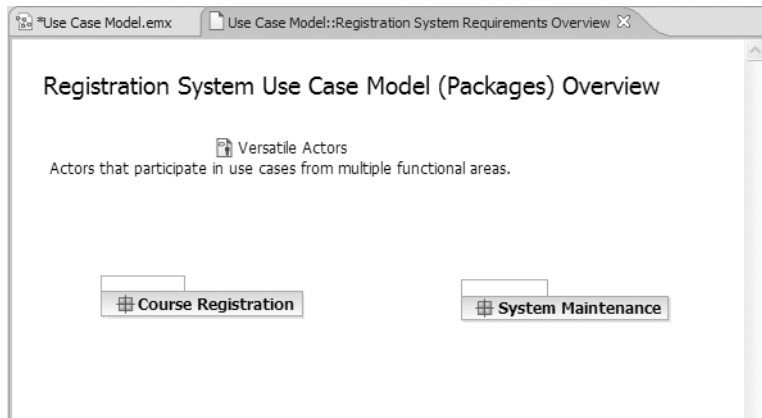 *Use Case Model.emx
Use Case Model::Registration System Requirements Overview
Registration System Use Case Model (Packages) Overview
Versatile Actors
Actors that participate in use cases from multiple functional areas.
Course Registration
System Maintenance